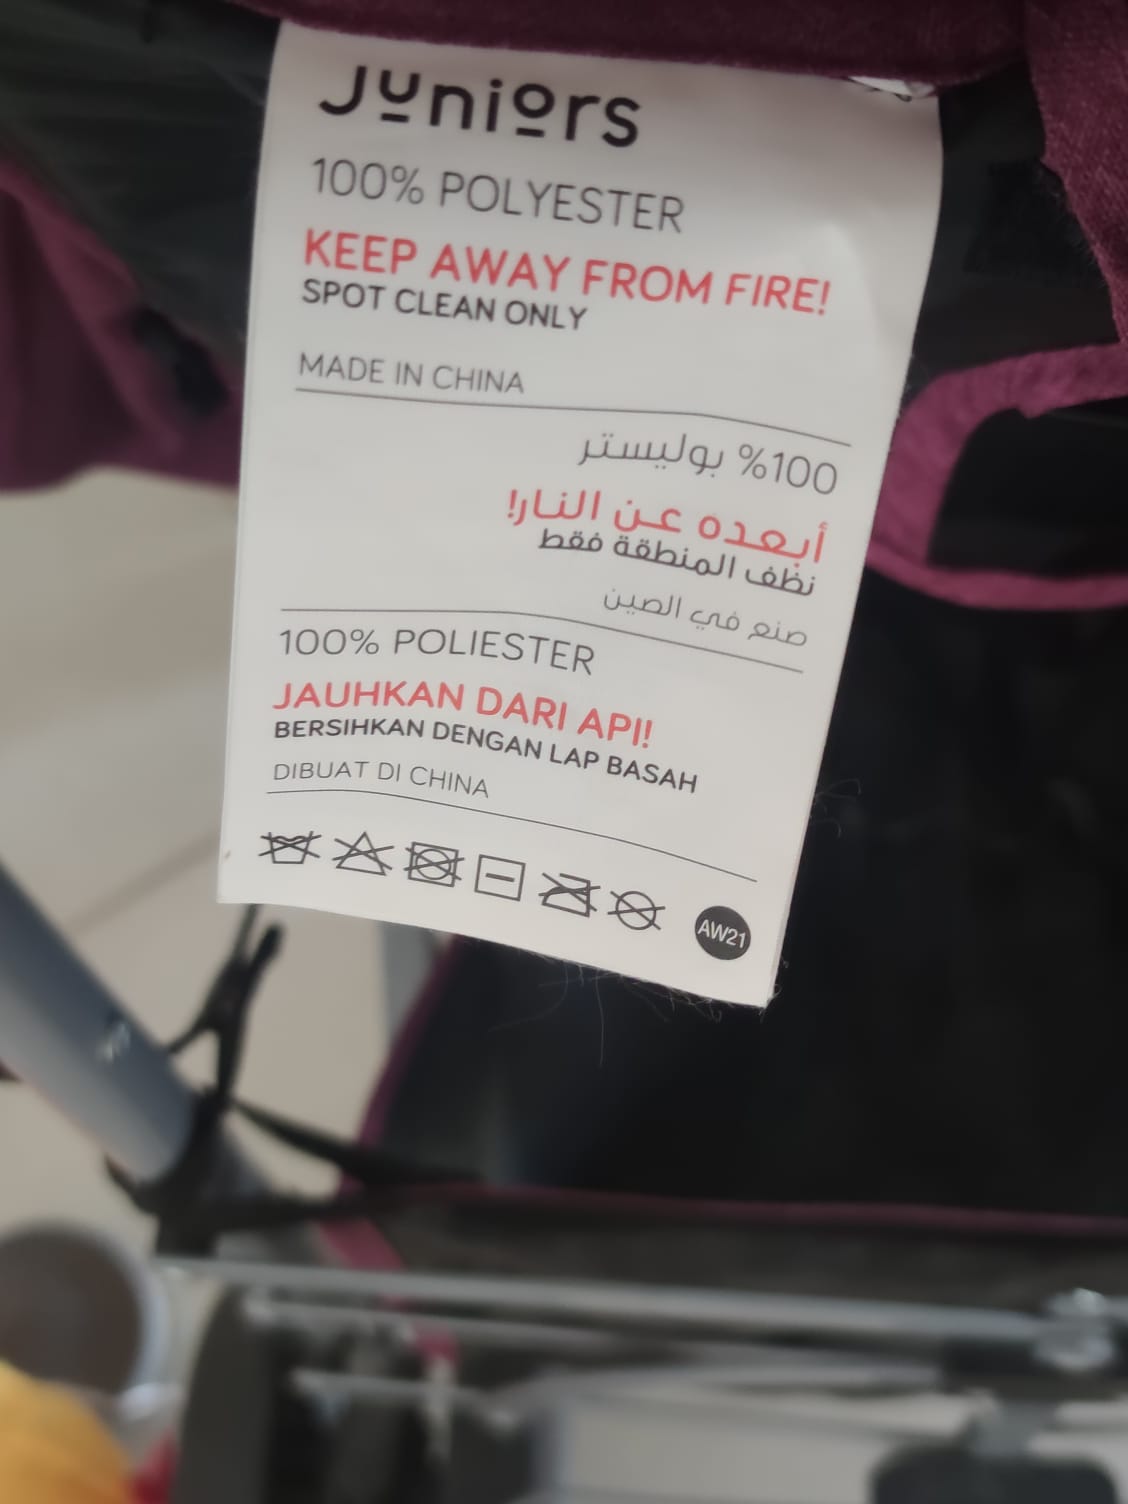 Juniors
100% POLYESTER
KEEP AWAY FROM FIRE!
SPOT CLEAN ONLY
MADE IN CHINA
100% بوليستر
أبعده عن النار!
نظف المنطقة فقط
صنع في الصين
100% POLIESTER
JAUHKAN DARI API!
BERSIHKAN DENGAN LAP BASAH
DIBUAT DI CHINA
AW21